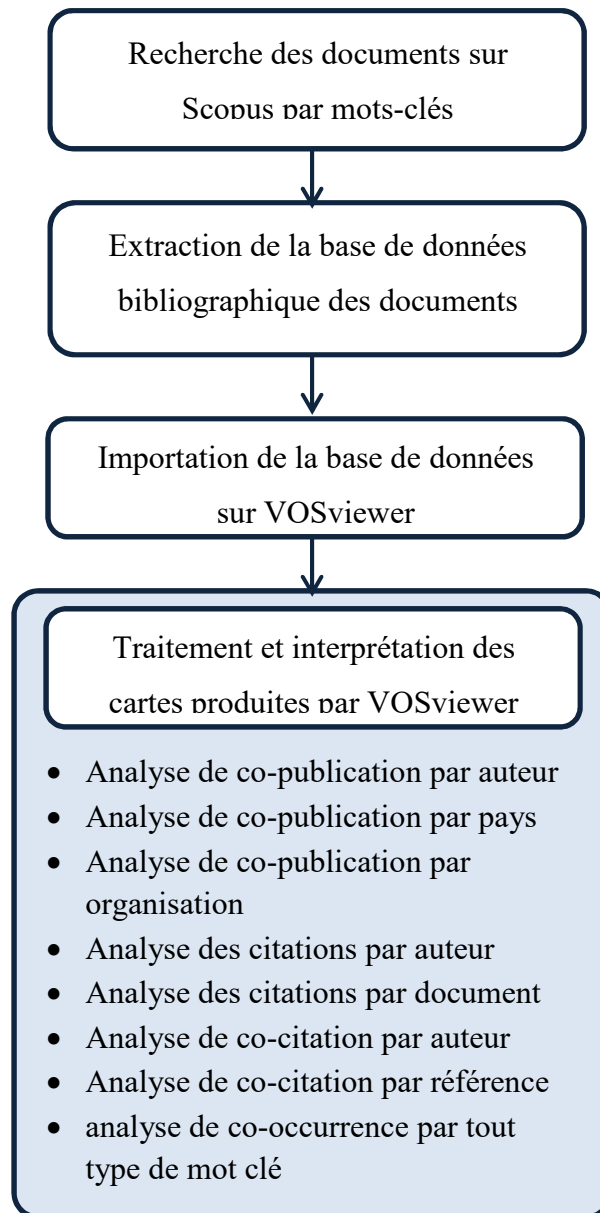 Recherche des documents sur
Scopus par mots-clés
Extraction de la base de données
bibliographique des documents
Importation de la base de données
sur VOSviewer
Traitement et interprétation des
cartes produites par VOSviewer
• Analyse de co-publication par auteur
• Analyse de co-publication par pays
• Analyse de co-publication par
organisation
• Analyse des citations par auteur
• Analyse des citations par document
• Analyse de co-citation par auteur
• Analyse de co-citation par référence
• analyse de co-occurrence par tout
type de mot clé